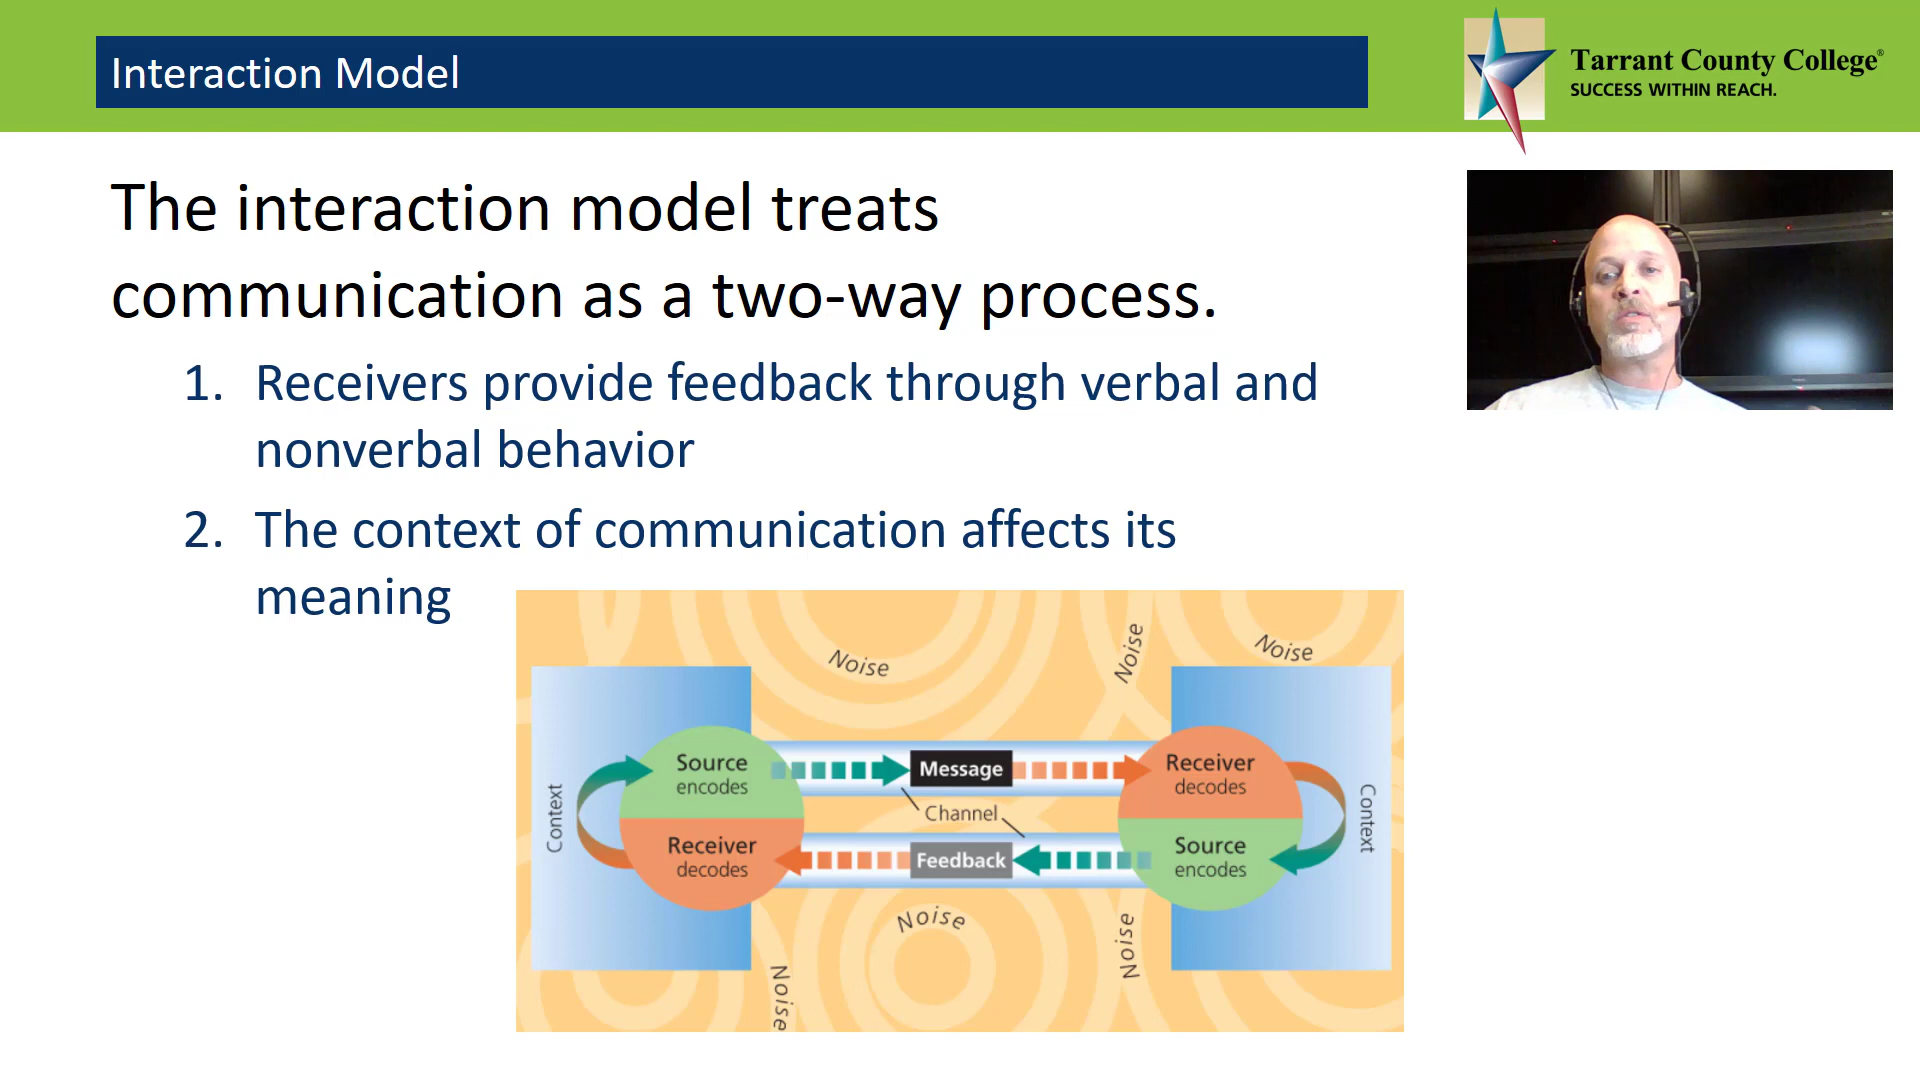 Interaction Model
Tarrant County College®
SUCCESS WITHIN REACH.
The interaction model treats
communication as a two-way process.
1. Receivers provide feedback through verbal and
nonverbal behavior
2. The context of communication affects its
meaning
Noise
Noise
Noise
Context
Source
encodes
Message
Receiver
decodes
Context
Channel
Receiver
decodes
Feedback
Source
encodes
Noise
Noise
Noise